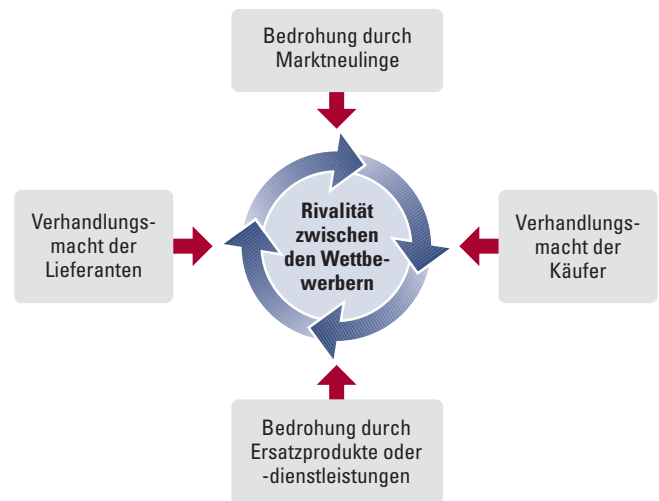 Bedrohung durch
Marktneulinge
Verhandlungs-
macht der
Lieferanten
Rivalität
zwischen
den Wettbe-
werbern
Verhandlungs-
macht der
Käufer
Bedrohung durch
Ersatzprodukte oder
-dienstleistungen